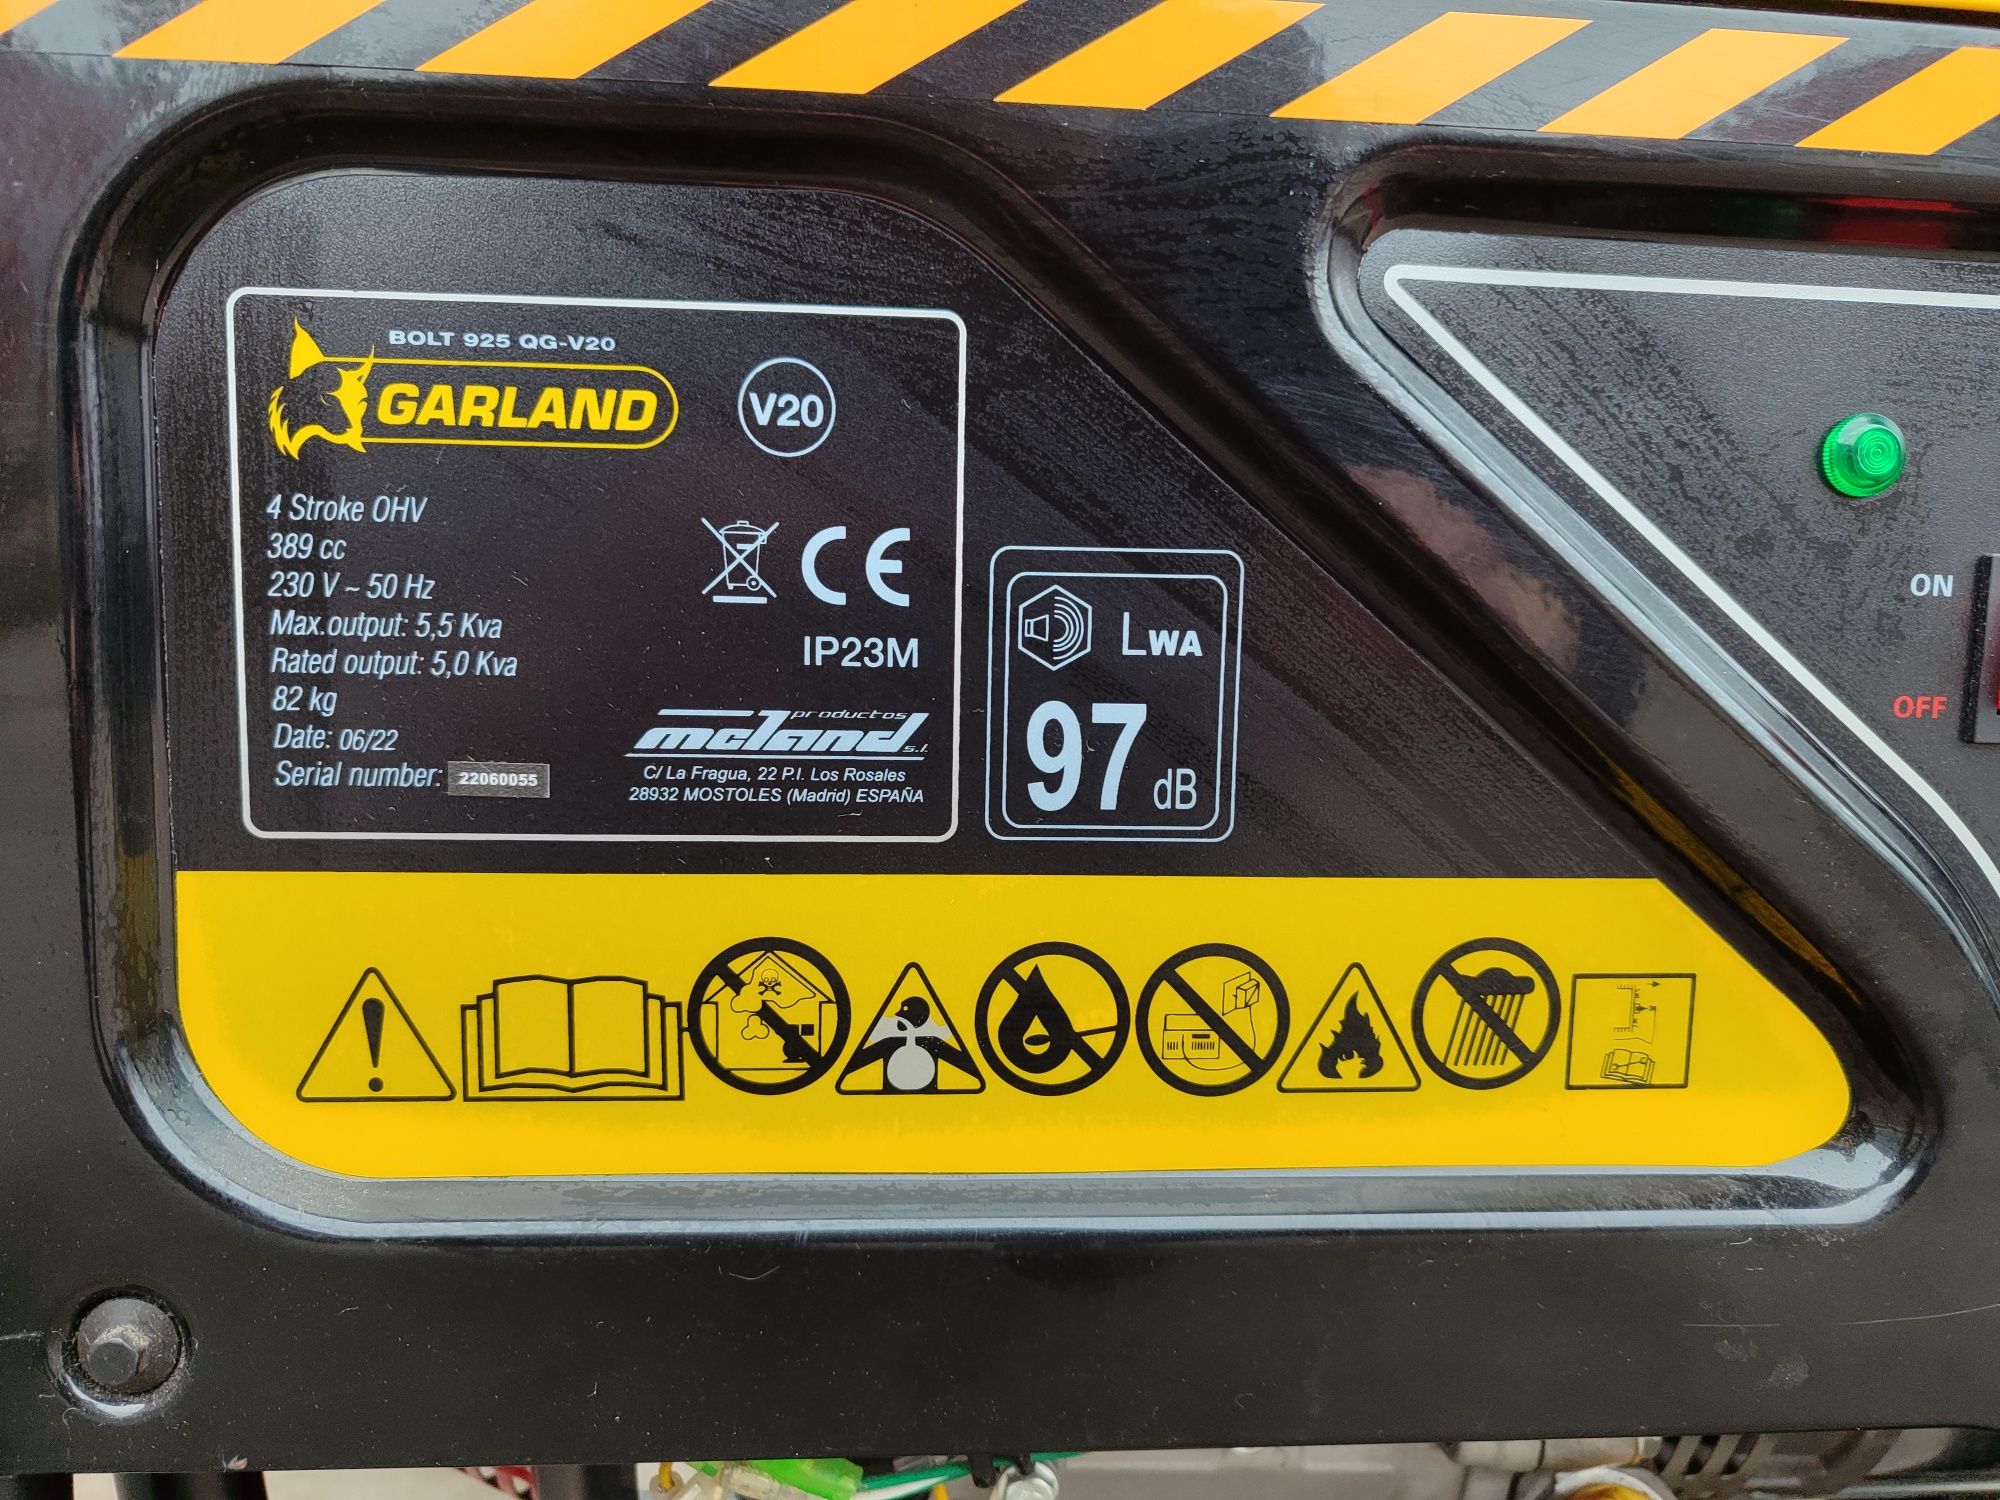 BOLT 925 QG-V20
GARLAND
V20
4 Stroke OHV
389 cc
230 V ~ 50 Hz
Max.output: 5,5 Kva
Rated output: 5,0 Kva
82 kg
Date: 06/22
Serial number: 22060055
CE
IP23M
productos
mcland s.l.
C/ La Fragua, 22 P.I. Los Rosales
28932 MOSTOLES (Madrid) ESPAÑA
LWA
97 dB
ON
OFF